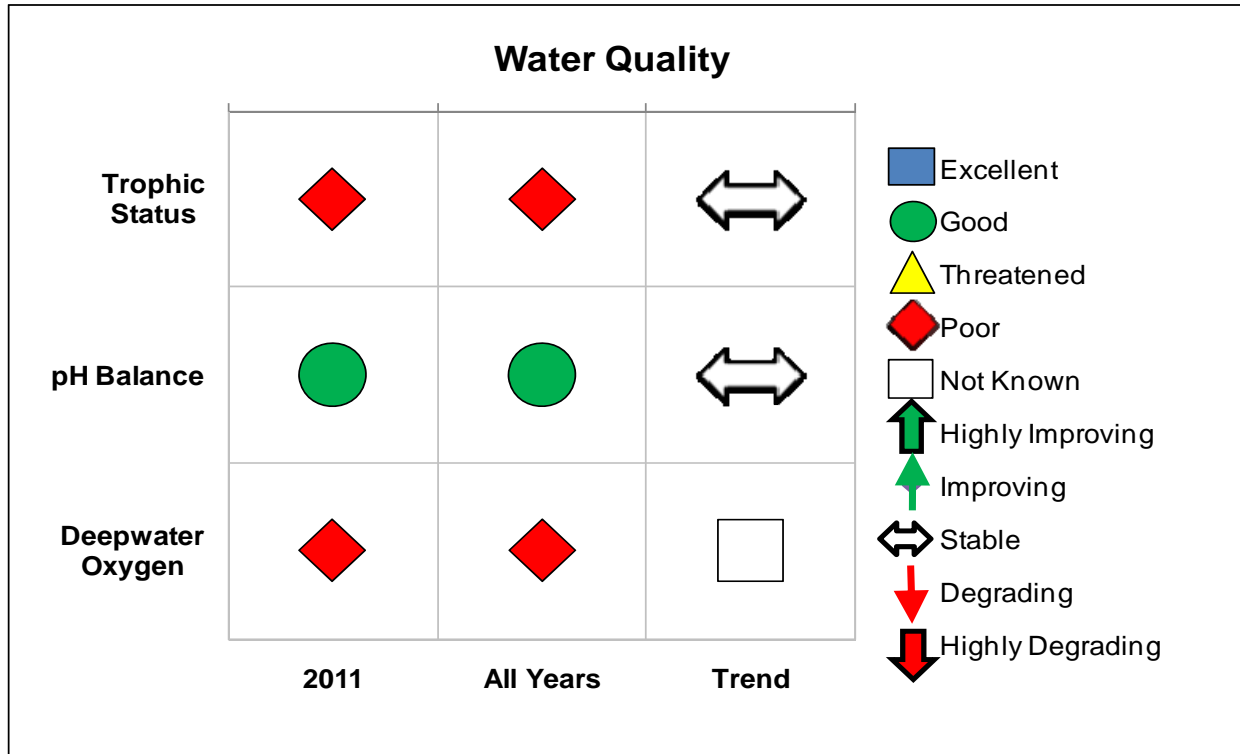 Water Quality
Trophic
Status
pH Balance
Deepwater
Oxygen
2011
All Years
Trend
Excellent
Good
Threatened
Poor
Not Known
Highly Improving
Improving
Stable
Degrading
Highly Degrading